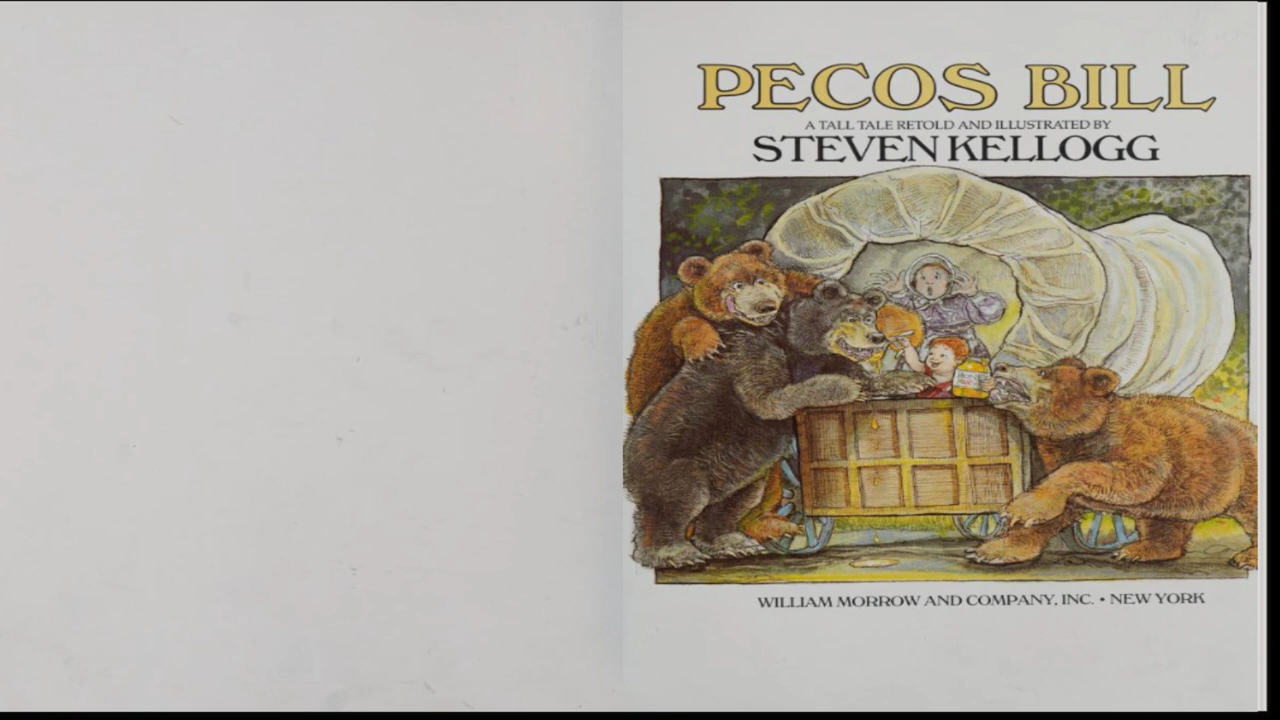 PECOS BILL
A TALL TALE RETOLD AND ILLUSTRATED BY
STEVEN KELLOGG
WILLIAM MORROW AND COMPANY, INC. • NEW YORK